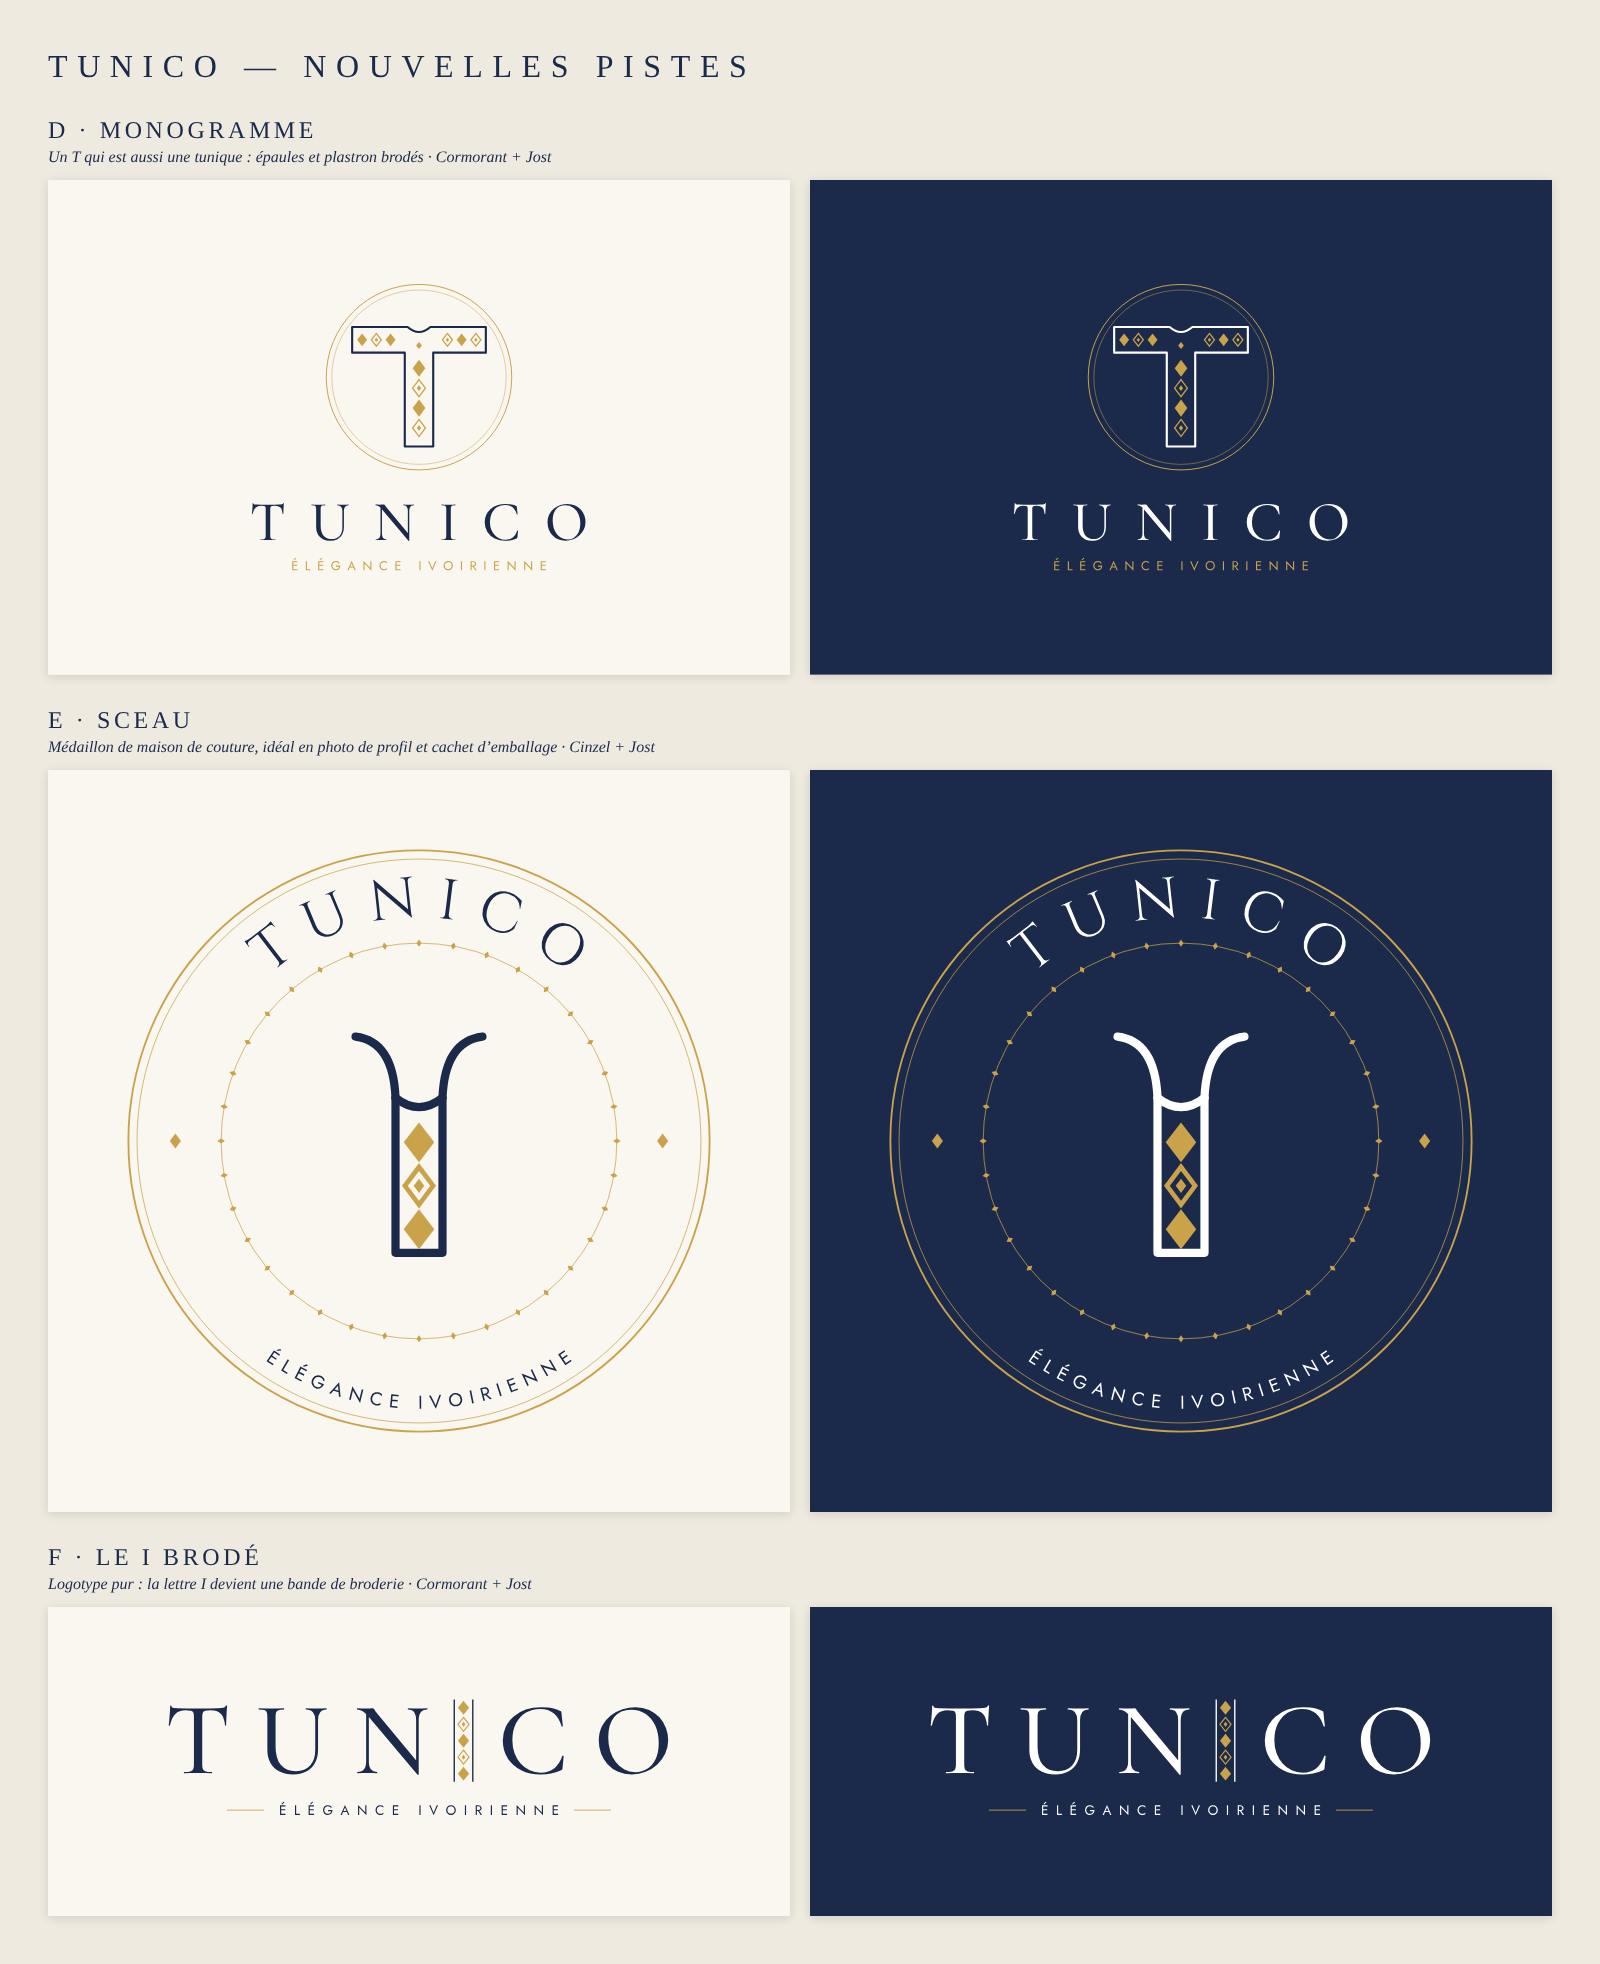 TUNICO — NOUVELLES PISTES
D · MONOGRAMME
Un T qui est aussi une tunique : épaules et plastron brodés · Cormorant + Jost
TUNICO
ÉLÉGANCE IVOIRIENNE
TUNICO
ÉLÉGANCE IVOIRIENNE
E · SCEAU
Médaillon de maison de couture, idéal en photo de profil et cachet d’emballage · Cinzel + Jost
TUNICO
ÉLÉGANCE IVOIRIENNE
TUNICO
ÉLÉGANCE IVOIRIENNE
F · LE I BRODÉ
Logotype pur : la lettre I devient une bande de broderie · Cormorant + Jost
TUNICO
ÉLÉGANCE IVOIRIENNE
TUNICO
ÉLÉGANCE IVOIRIENNE